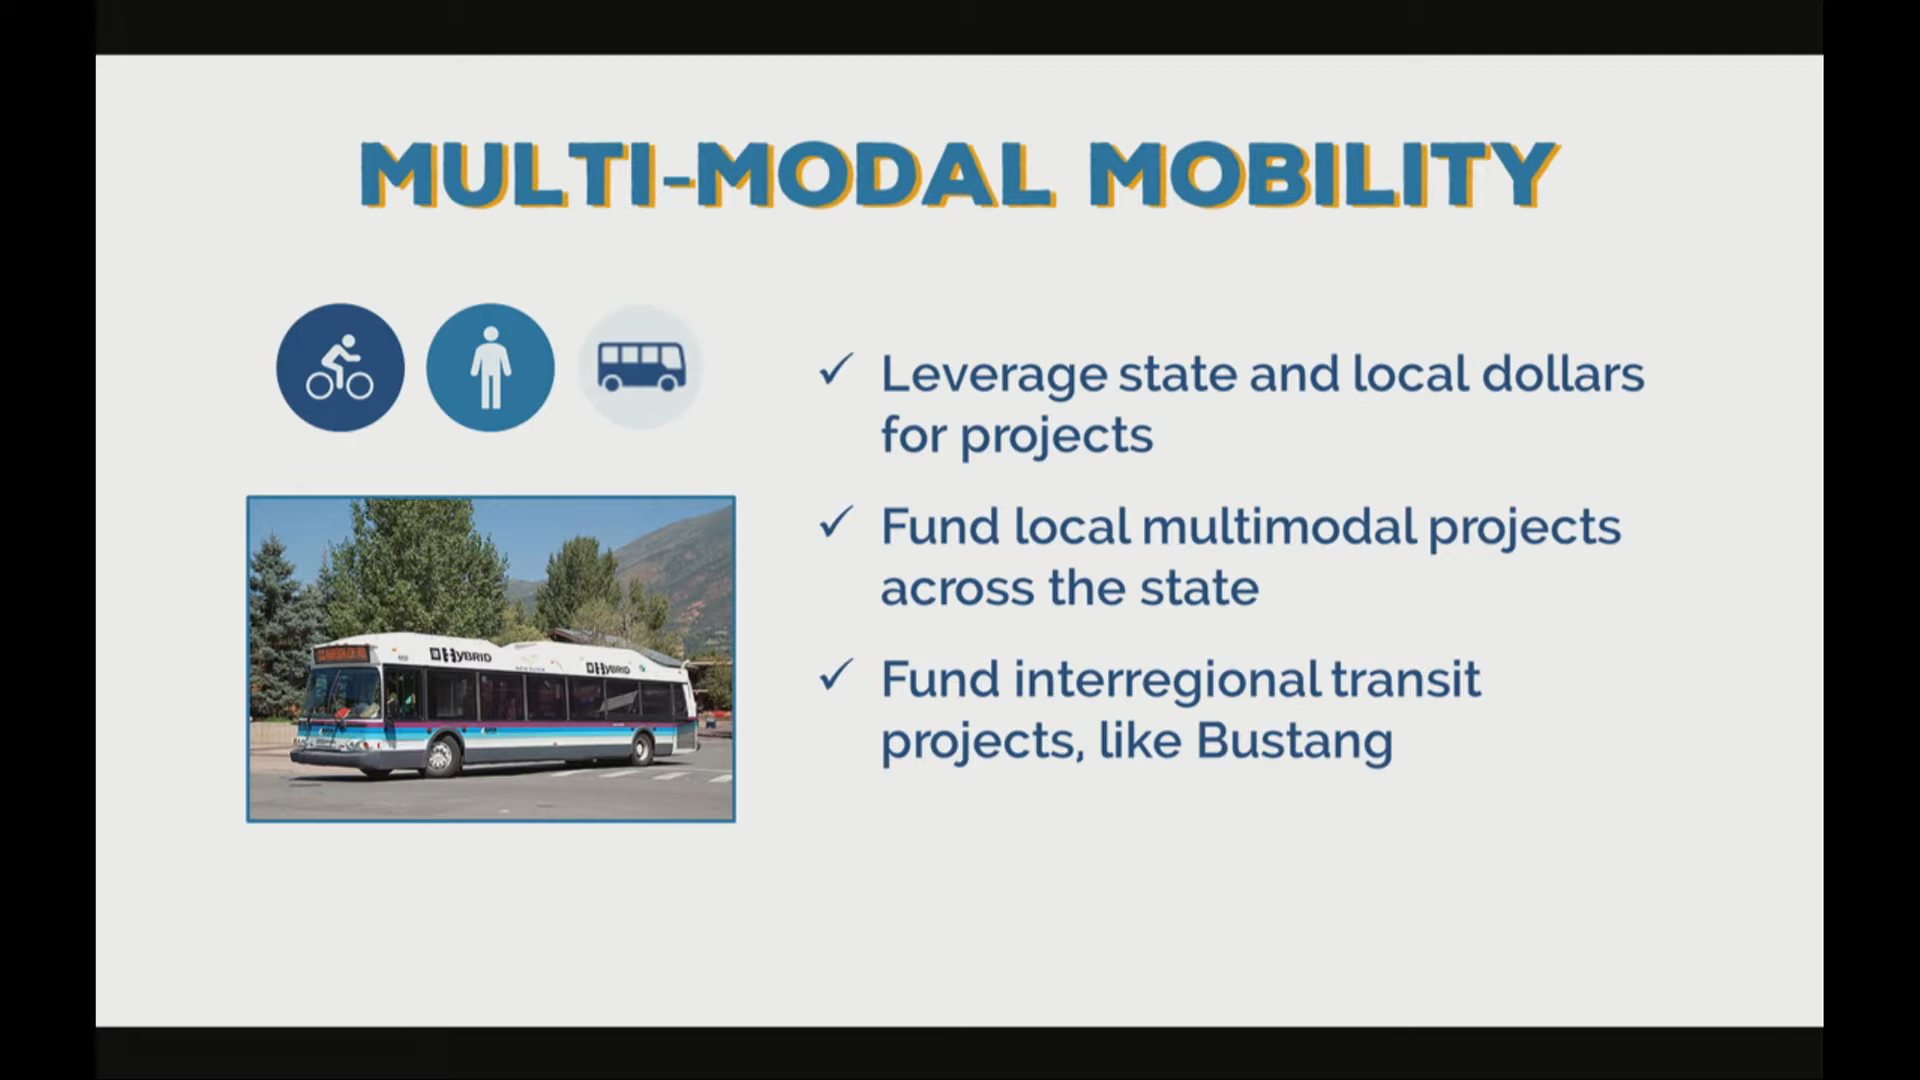 MULTI-MODAL MOBILITY
✓ Leverage state and local dollars
for projects
✓ Fund local multimodal projects
across the state
✓ Fund interregional transit
projects, like Bustang
HYBRID
HYBRID